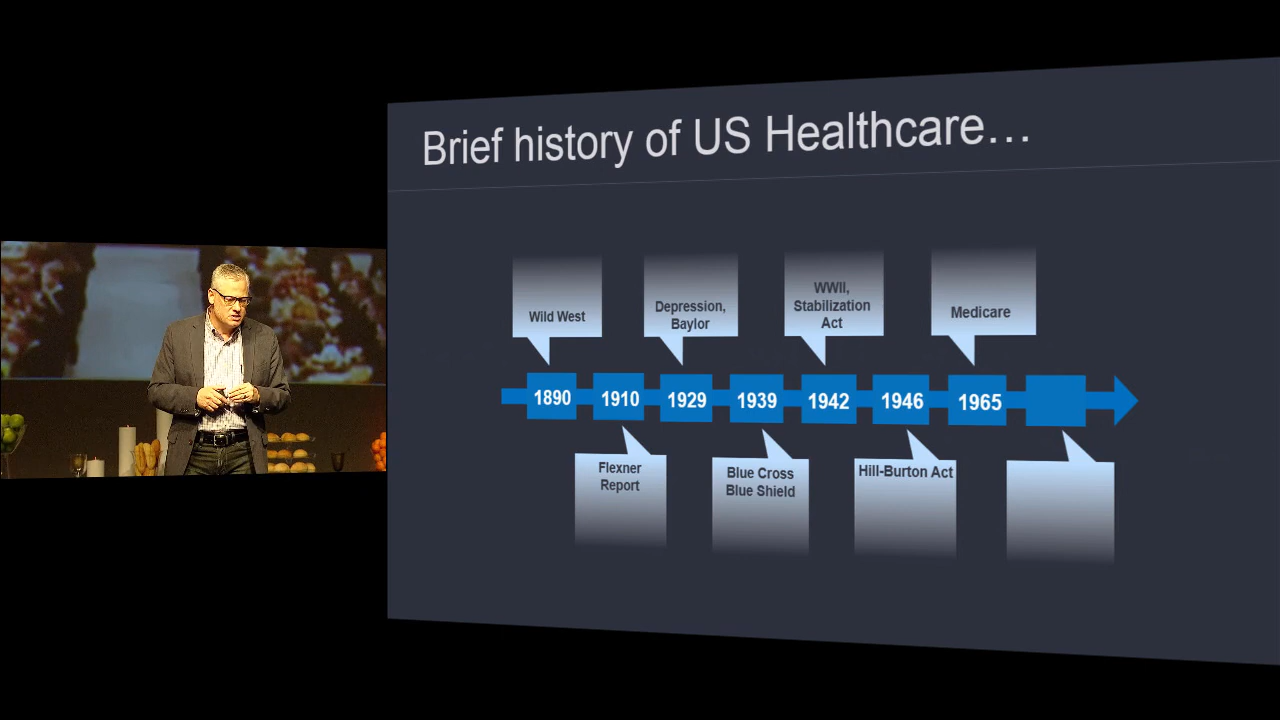 Brief history of US Healthcare…
Wild West
Depression,
Baylor
WWII,
Stabilization
Act
Medicare
1890
1910
1929
1939
1942
1946
1965
Flexner
Report
Blue Cross
Blue Shield
Hill-Burton Act